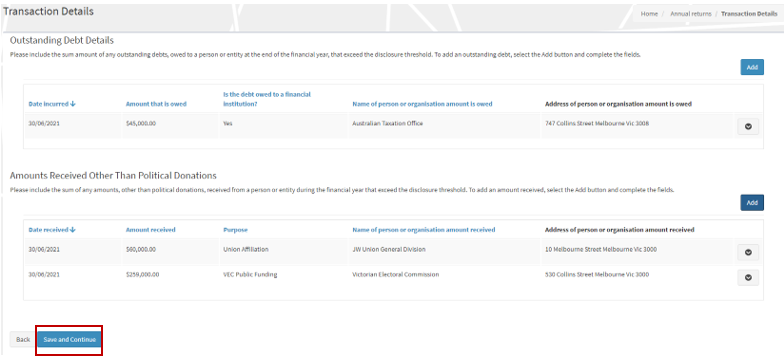 Transaction Details
Home / Annual returns / Transaction Details
Outstanding Debt Details
Please include the sum amount of any outstanding debts, owed to a person or entity at the end of the financial year, that exceed the disclosure threshold. To add an outstanding debt, select the Add button and complete the fields.
Add
Date incurred Amount that is owed Is the debt owed to a financial institution? Name of person or organisation amount is owed Address of person or organisation amount is owed
30/06/2021 $45,000.00 Yes Australian Taxation Office 747 Collins Street Melbourne Vic 3008
Amounts Received Other Than Political Donations
Please include the sum of any amounts, other than political donations, received from a person or entity during the financial year that exceed the disclosure threshold. To add an amount received, select the Add button and complete the fields.
Add
Date received Amount received Purpose Name of person or organisation amount received Address of person or organisation amount received
30/06/2021 $60,000.00 Union Affiliation JW Union General Division 10 Melbourne Street Melbourne Vic 3000
30/06/2021 $259,000.00 VEC Public Funding Victorian Electoral Commission 530 Collins Street Melbourne Vic 3000
Back Save and Continue